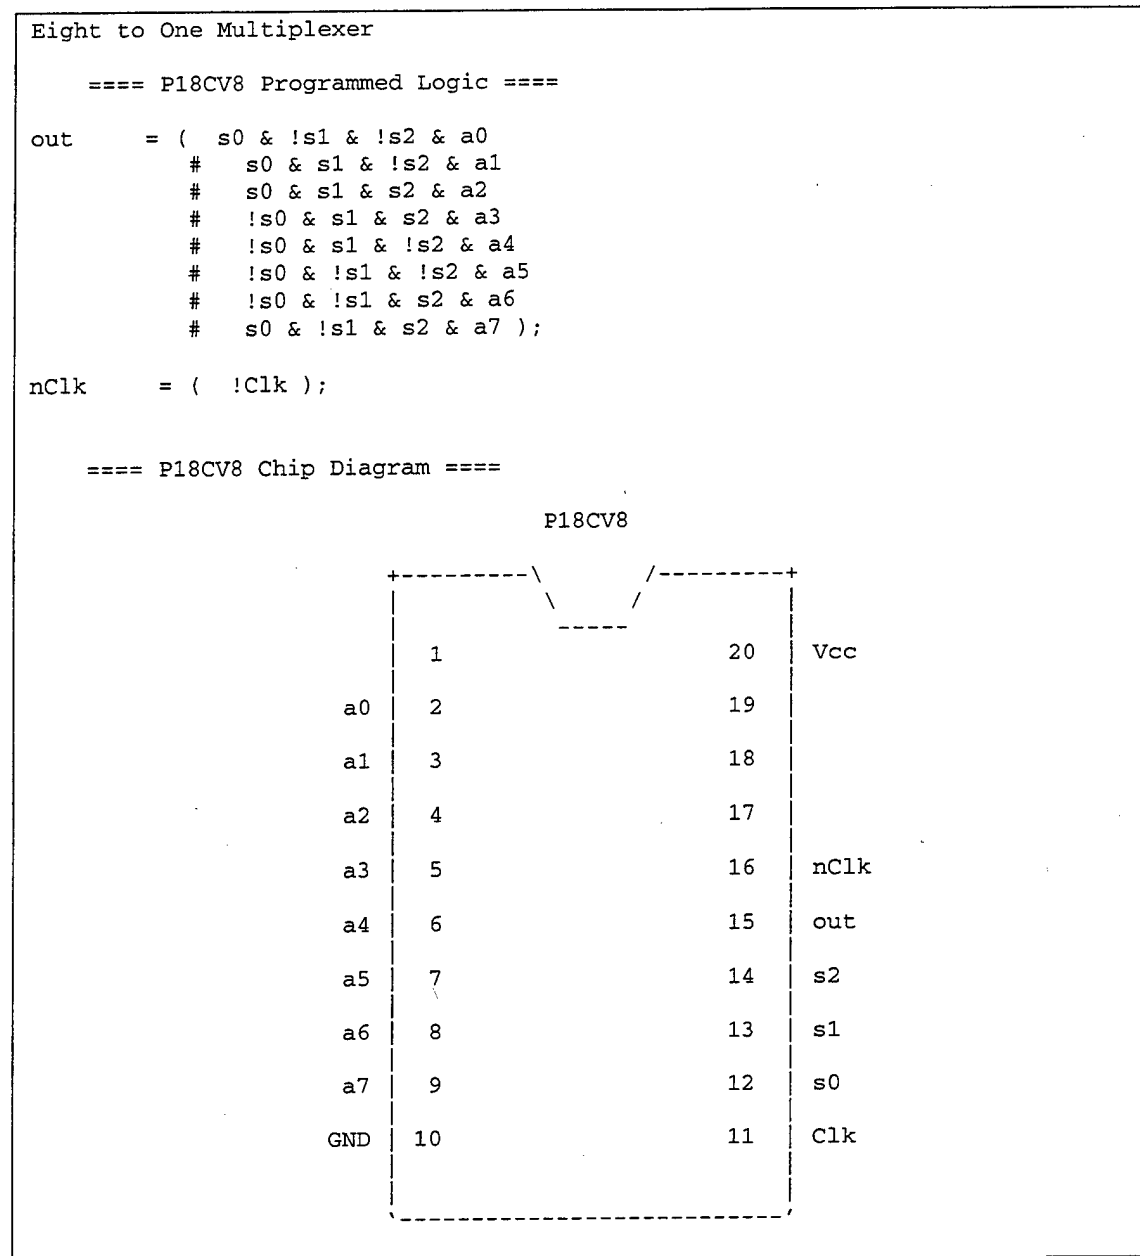 Eight to One Multiplexer
==== P18CV8 Programmed Logic ====
out = ( s0 & !s1 & !s2 & a0
# s0 & s1 & !s2 & a1
# s0 & s1 & s2 & a2
# !s0 & s1 & s2 & a3
# !s0 & s1 & !s2 & a4
# !s0 & !s1 & !s2 & a5
# !s0 & !s1 & s2 & a6
# s0 & !s1 & s2 & a7 );
nClk = ( !Clk );
==== P18CV8 Chip Diagram ====
P18CV8
1 20 Vcc
a0 2 19
a1 3 18
a2 4 17
a3 5 16 nClk
a4 6 15 out
a5 7 14 s2
a6 8 13 s1
a7 9 12 s0
GND 10 11 Clk